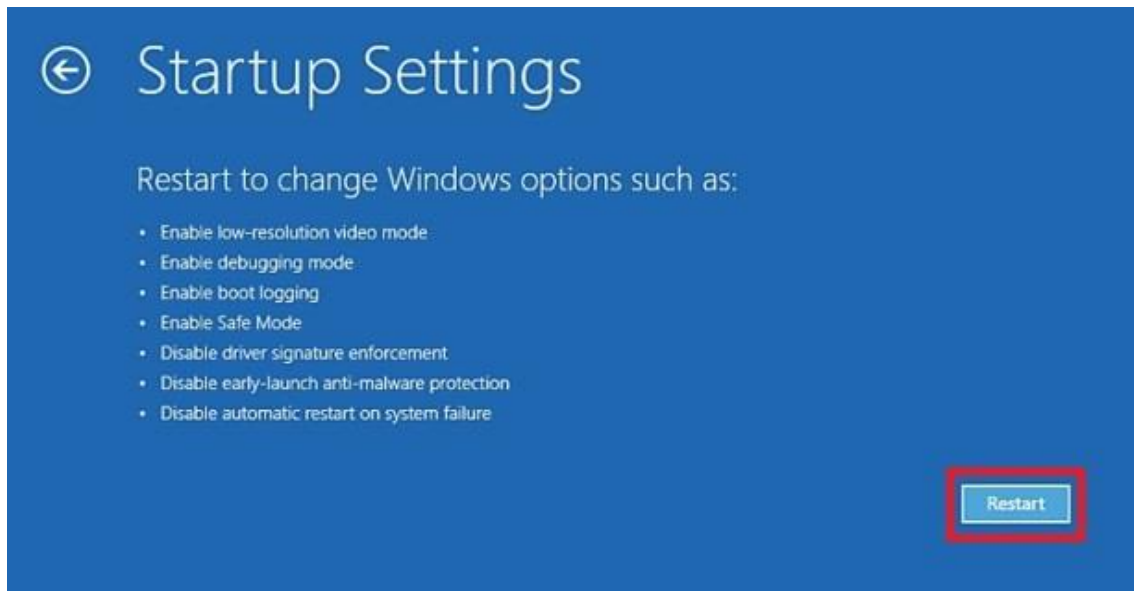 Startup Settings
Restart to change Windows options such as:
• Enable low-resolution video mode
• Enable debugging mode
• Enable boot logging
• Enable Safe Mode
• Disable driver signature enforcement
• Disable early-launch anti-malware protection
• Disable automatic restart on system failure
Restart